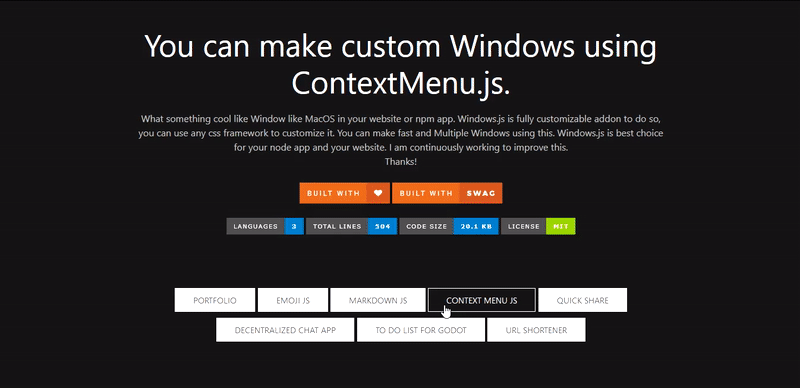 You can make custom Windows using
ContextMenu.js.
What something cool like Window like MacOS in your website or npm app. Windows.js is fully customizable addon to do so,
you can use any css framework to customize it. You can make fast and Multiple Windows using this. Windows.js is best choice
for your node app and your website. I am continuously working to improve this.
Thanks!
BUILT WITH ❤ BUILT WITH SWAG
LANGUAGES 3 TOTAL LINES 504 CODE SIZE 20.1 KB LICENSE MIT
PORTFOLIO EMOJI JS MARKDOWN JS CONTEXT MENU JS QUICK SHARE
DECENTRALIZED CHAT APP TO DO LIST FOR GODOT URL SHORTENER